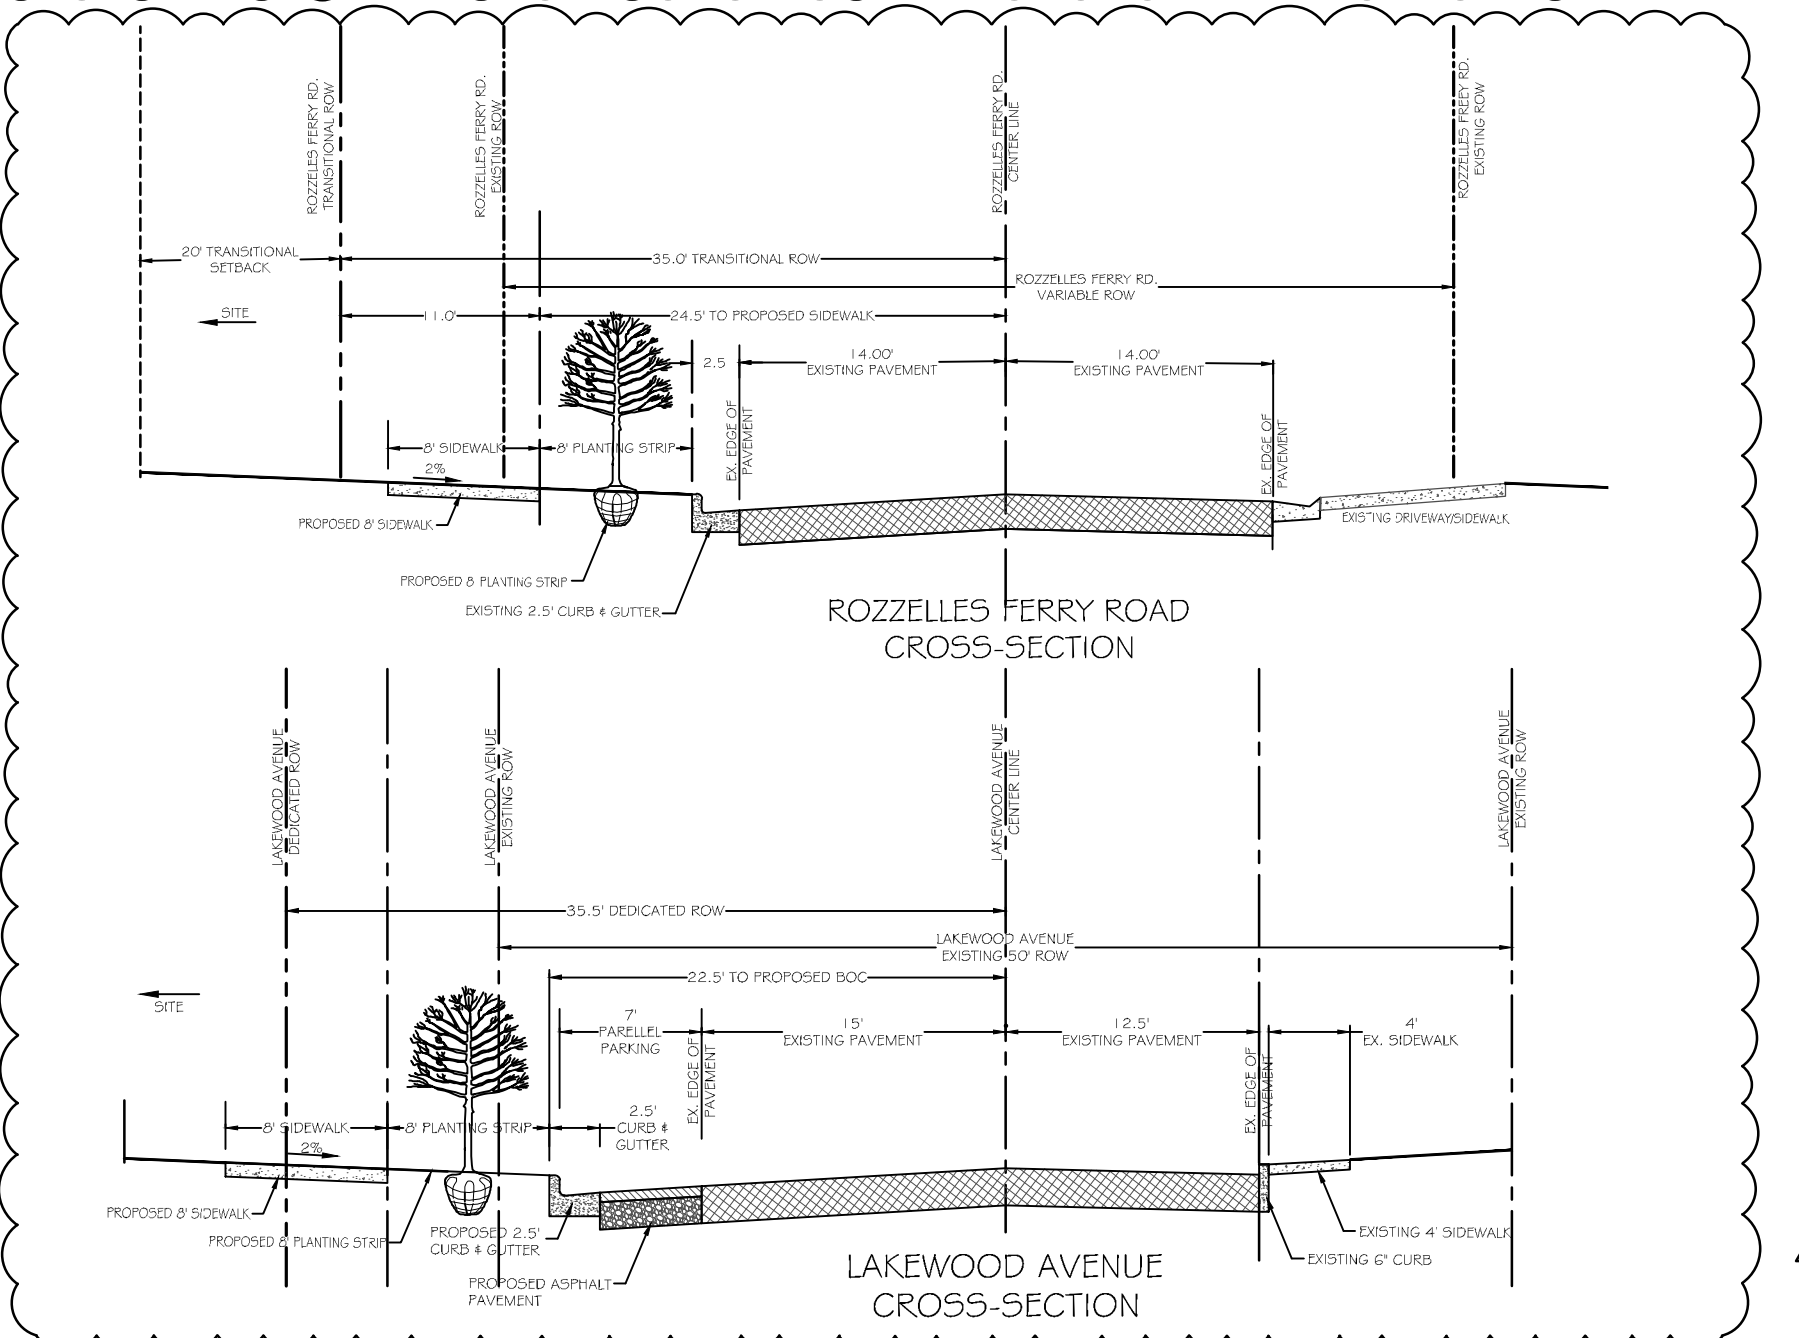 ROZZELLES FERRY RD.
TRANSITIONAL ROW
ROZZELLES FERRY RD.
EXISTING ROW
ROZZELLES FERRY RD.
CENTER LINE
ROZZELLES FREEY RD.
EXISTING ROW
20' TRANSITIONAL
SETBACK
35.0' TRANSITIONAL ROW
ROZZELLES FERRY RD.
VARIABLE ROW
SITE
11.0'
24.5' TO PROPOSED SIDEWALK
2.5
14.00'
EXISTING PAVEMENT
14.00'
EXISTING PAVEMENT
EX. EDGE OF
PAVEMENT
EX. EDGE OF
PAVEMENT
8' SIDEWALK
8' PLANTING STRIP
2%
PROPOSED 8' SIDEWALK
EXISTING DRIVEWAY/SIDEWALK
PROPOSED 8 PLANTING STRIP
EXISTING 2.5' CURB & GUTTER
ROZZELLES FERRY ROAD
CROSS-SECTION
LAKEWOOD AVENUE
DEDICATED ROW
LAKEWOOD AVENUE
EXISTING ROW
LAKEWOOD AVENUE
CENTER LINE
LAKEWOOD AVENUE
EXISTING ROW
35.5' DEDICATED ROW
LAKEWOOD AVENUE
EXISTING 50' ROW
22.5' TO PROPOSED BOC
SITE
7'
PARELLEL
PARKING
15'
EXISTING PAVEMENT
12.5'
EXISTING PAVEMENT
4'
EX. SIDEWALK
EX. EDGE OF
PAVEMENT
EX. EDGE OF
PAVEMENT
8' SIDEWALK
8' PLANTING STRIP
2.5'
CURB &
GUTTER
2%
PROPOSED 8' SIDEWALK
PROPOSED 8' PLANTING STRIP
PROPOSED 2.5'
CURB & GUTTER
PROPOSED ASPHALT
PAVEMENT
EXISTING 4' SIDEWALK
EXISTING 6" CURB
LAKEWOOD AVENUE
CROSS-SECTION